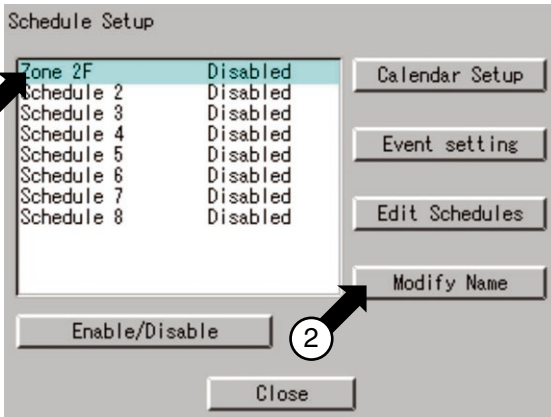 Schedule Setup
Zone 2F Disabled
Schedule 2 Disabled
Schedule 3 Disabled
Schedule 4 Disabled
Schedule 5 Disabled
Schedule 6 Disabled
Schedule 7 Disabled
Schedule 8 Disabled
Calendar Setup
Event setting
Edit Schedules
Modify Name
Enable/Disable
2
Close